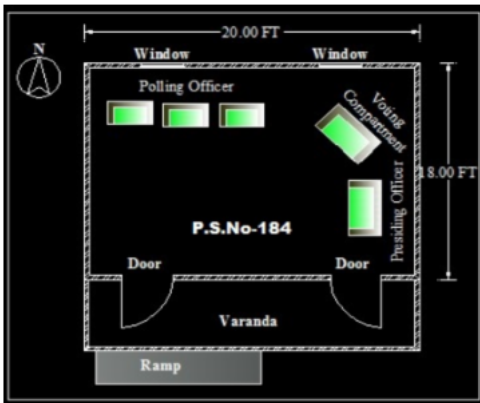 20.00 FT
N
Window
Window
Polling Officer
Voting
Compartment
18.00 FT
Presiding Officer
P.S.No-184
Door
Door
Varanda
Ramp